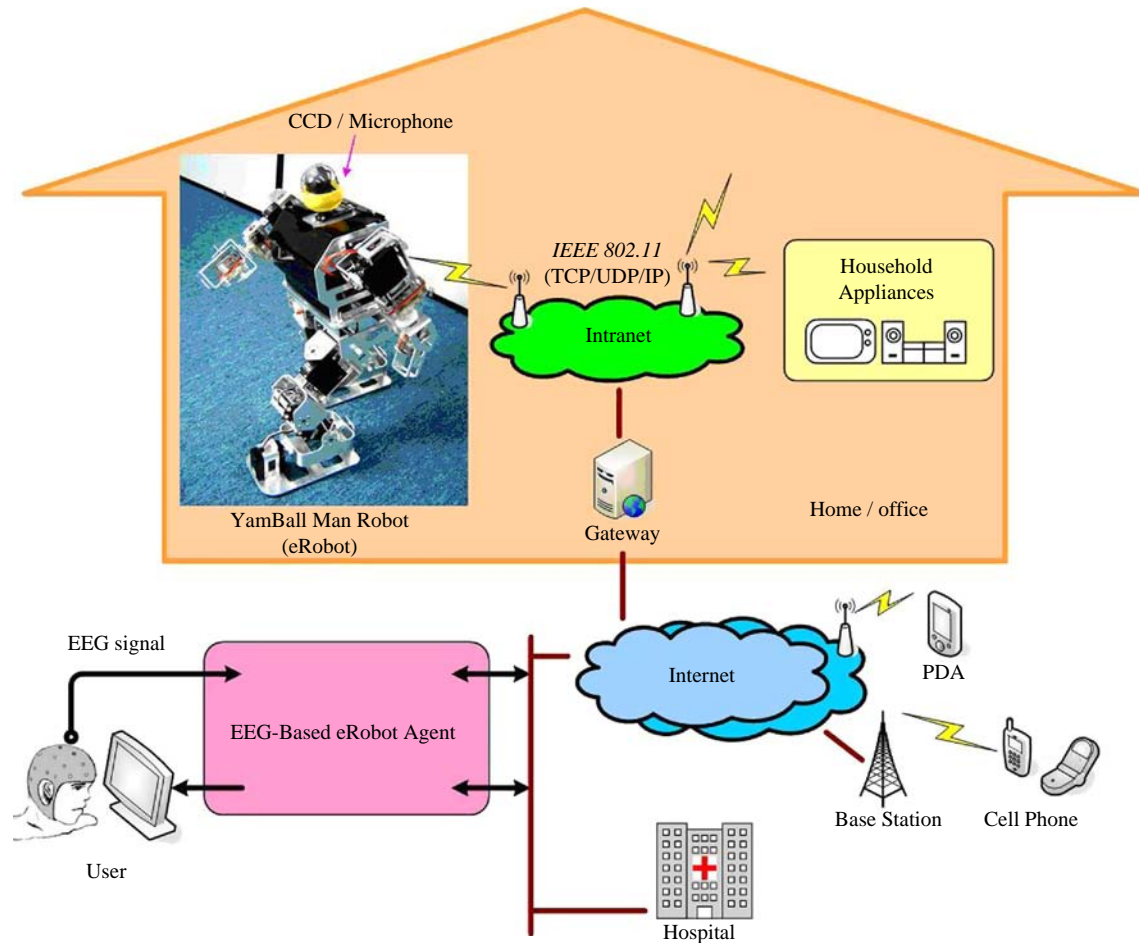 CCD / Microphone
IEEE 802.11
(TCP/UDP/IP)
Household
Appliances
Intranet
YamBall Man Robot
(eRobot)
Gateway
Home / office
EEG signal
Internet
PDA
EEG-Based eRobot Agent
Base Station
Cell Phone
User
Hospital